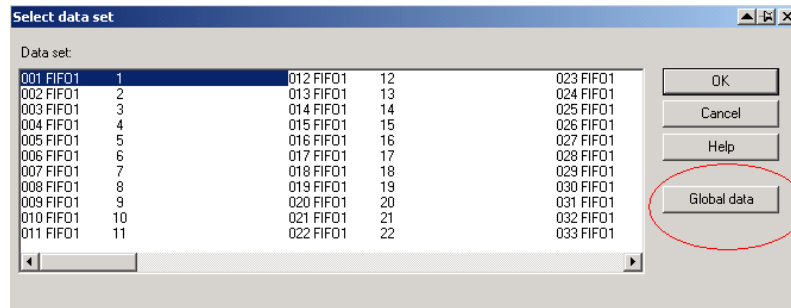 Select data set
Data set:
001 FIFO1 1 012 FIFO1 12 023 FIFO1
002 FIFO1 2 013 FIFO1 13 024 FIFO1
003 FIFO1 3 014 FIFO1 14 025 FIFO1
004 FIFO1 4 015 FIFO1 15 026 FIFO1
005 FIFO1 5 016 FIFO1 16 027 FIFO1
006 FIFO1 6 017 FIFO1 17 028 FIFO1
007 FIFO1 7 018 FIFO1 18 029 FIFO1
008 FIFO1 8 019 FIFO1 19 030 FIFO1
009 FIFO1 9 020 FIFO1 20 031 FIFO1
010 FIFO1 10 021 FIFO1 21 032 FIFO1
011 FIFO1 11 022 FIFO1 22 033 FIFO1
OK
Cancel
Help
Global data